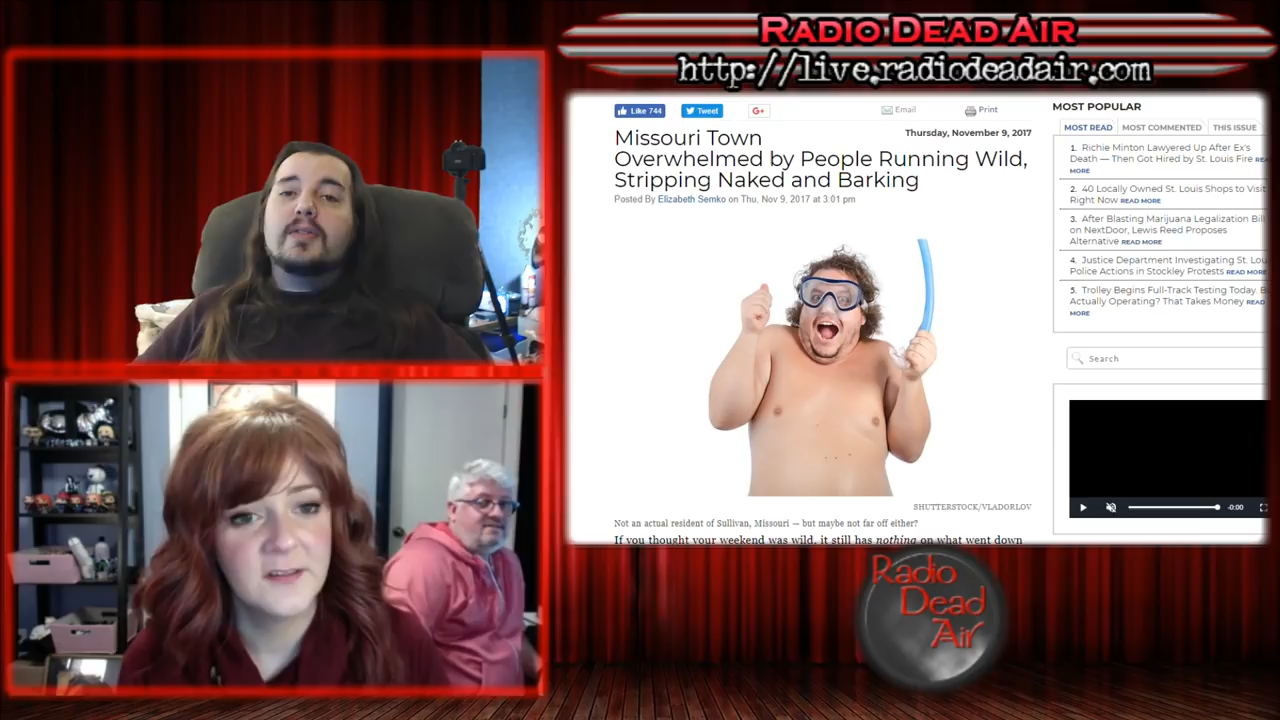 Radio Dead Air
http://live.radiodeadair.com
Like 744
Tweet
G+
Email
Print
Missouri Town
Overwhelmed by People Running Wild,
Stripping Naked and Barking
Thursday, November 9, 2017
Posted By Elizabeth Semko on Thu, Nov 9, 2017 at 3:01 pm
SHUTTERSTOCK/VLADORLOV
Not an actual resident of Sullivan, Missouri — but maybe not far off either?
If you thought your weekend was wild, it still has nothing on what went down
MOST POPULAR
MOST READ
MOST COMMENTED
THIS ISSUE
1. Richie Minton Lawyered Up After Ex's
Death — Then Got Hired by St. Louis Fire REA
MORE
2. 40 Locally Owned St. Louis Shops to Visit
Right Now READ MORE
3. After Blasting Marijuana Legalization Bill
on NextDoor, Lewis Reed Proposes
Alternative READ MORE
4. Justice Department Investigating St. Lou
Police Actions in Stockley Protests READ MORE
5. Trolley Begins Full-Track Testing Today. B
Actually Operating? That Takes Money READ
MORE
Search
-0:00
Radio
Dead
Air